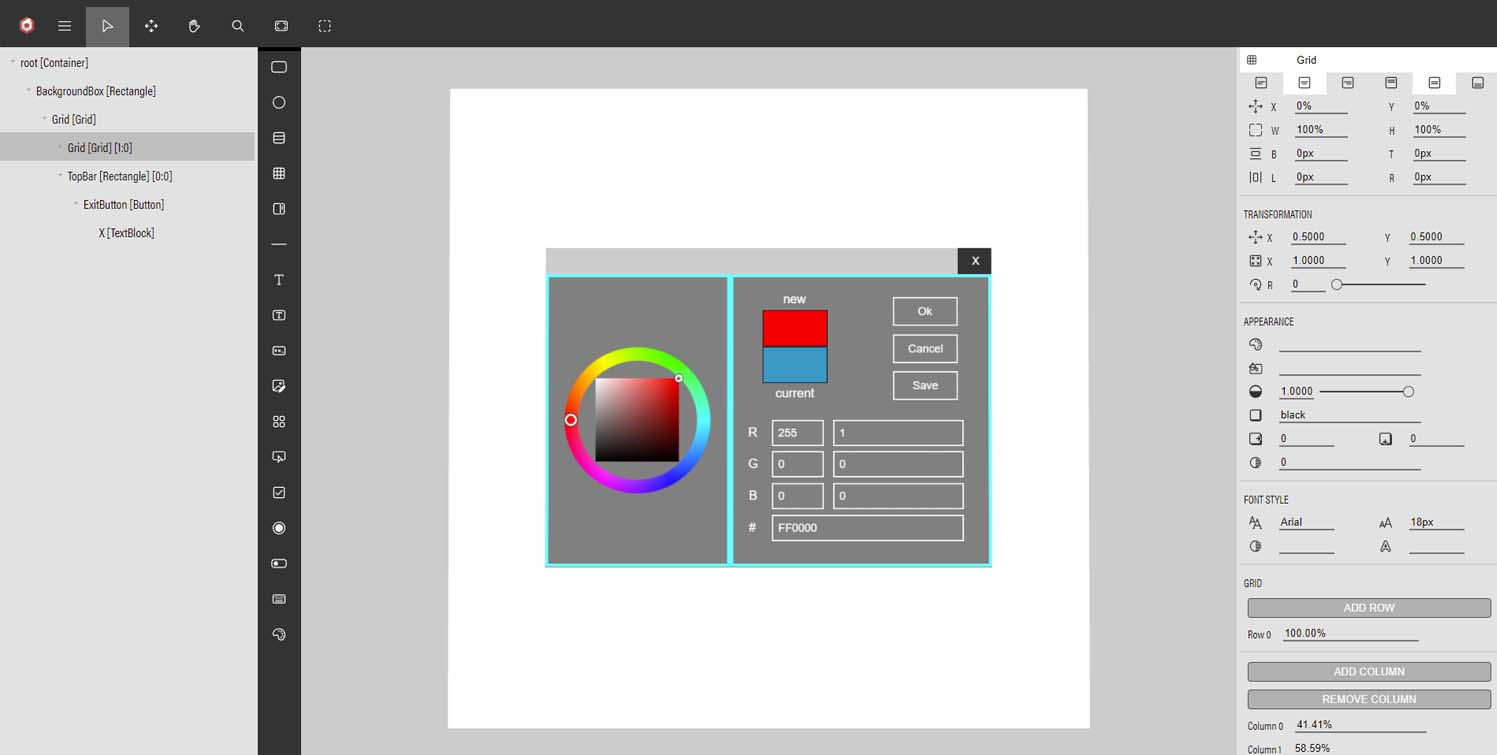 root [Container]
BackgroundBox [Rectangle]
Grid [Grid]
Grid [Grid] [1:0]
TopBar [Rectangle] [0:0]
ExitButton [Button]
X [TextBlock]
X
new
current
Ok
Cancel
Save
R 255 1
G 0 0
B 0 0
# FF0000
Grid
X 0% Y 0%
W 100% H 100%
B 0px T 0px
L 0px R 0px
TRANSFORMATION
X 0.5000 Y 0.5000
X 1.0000 Y 1.0000
R 0
APPEARANCE
1.0000
black
0 0
0
FONT STYLE
Arial 18px
GRID
ADD ROW
Row 0 100.00%
ADD COLUMN
REMOVE COLUMN
Column 0 41.41%
Column 1 58.59%